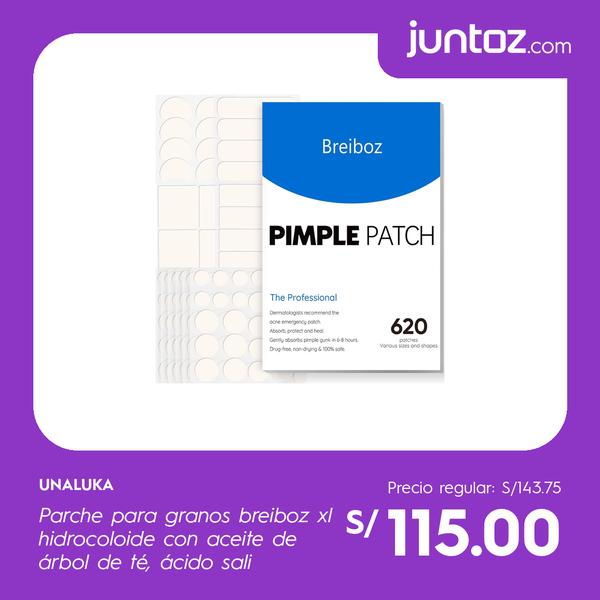 juntoz.com
Breiboz
PIMPLE PATCH
The Professional
Dermatologists recommend the
acne emergency patch.
Absorb, protect and heal.
Gently absorbs pimple gunk in 6-8 hours.
Drug-free, non-drying & 100% safe.
620
patches
Various sizes and shapes
UNALUKA
Parche para granos breiboz xl
hidrocoloide con aceite de
árbol de té, ácido sali
Precio regular: S/143.75
S/115.00